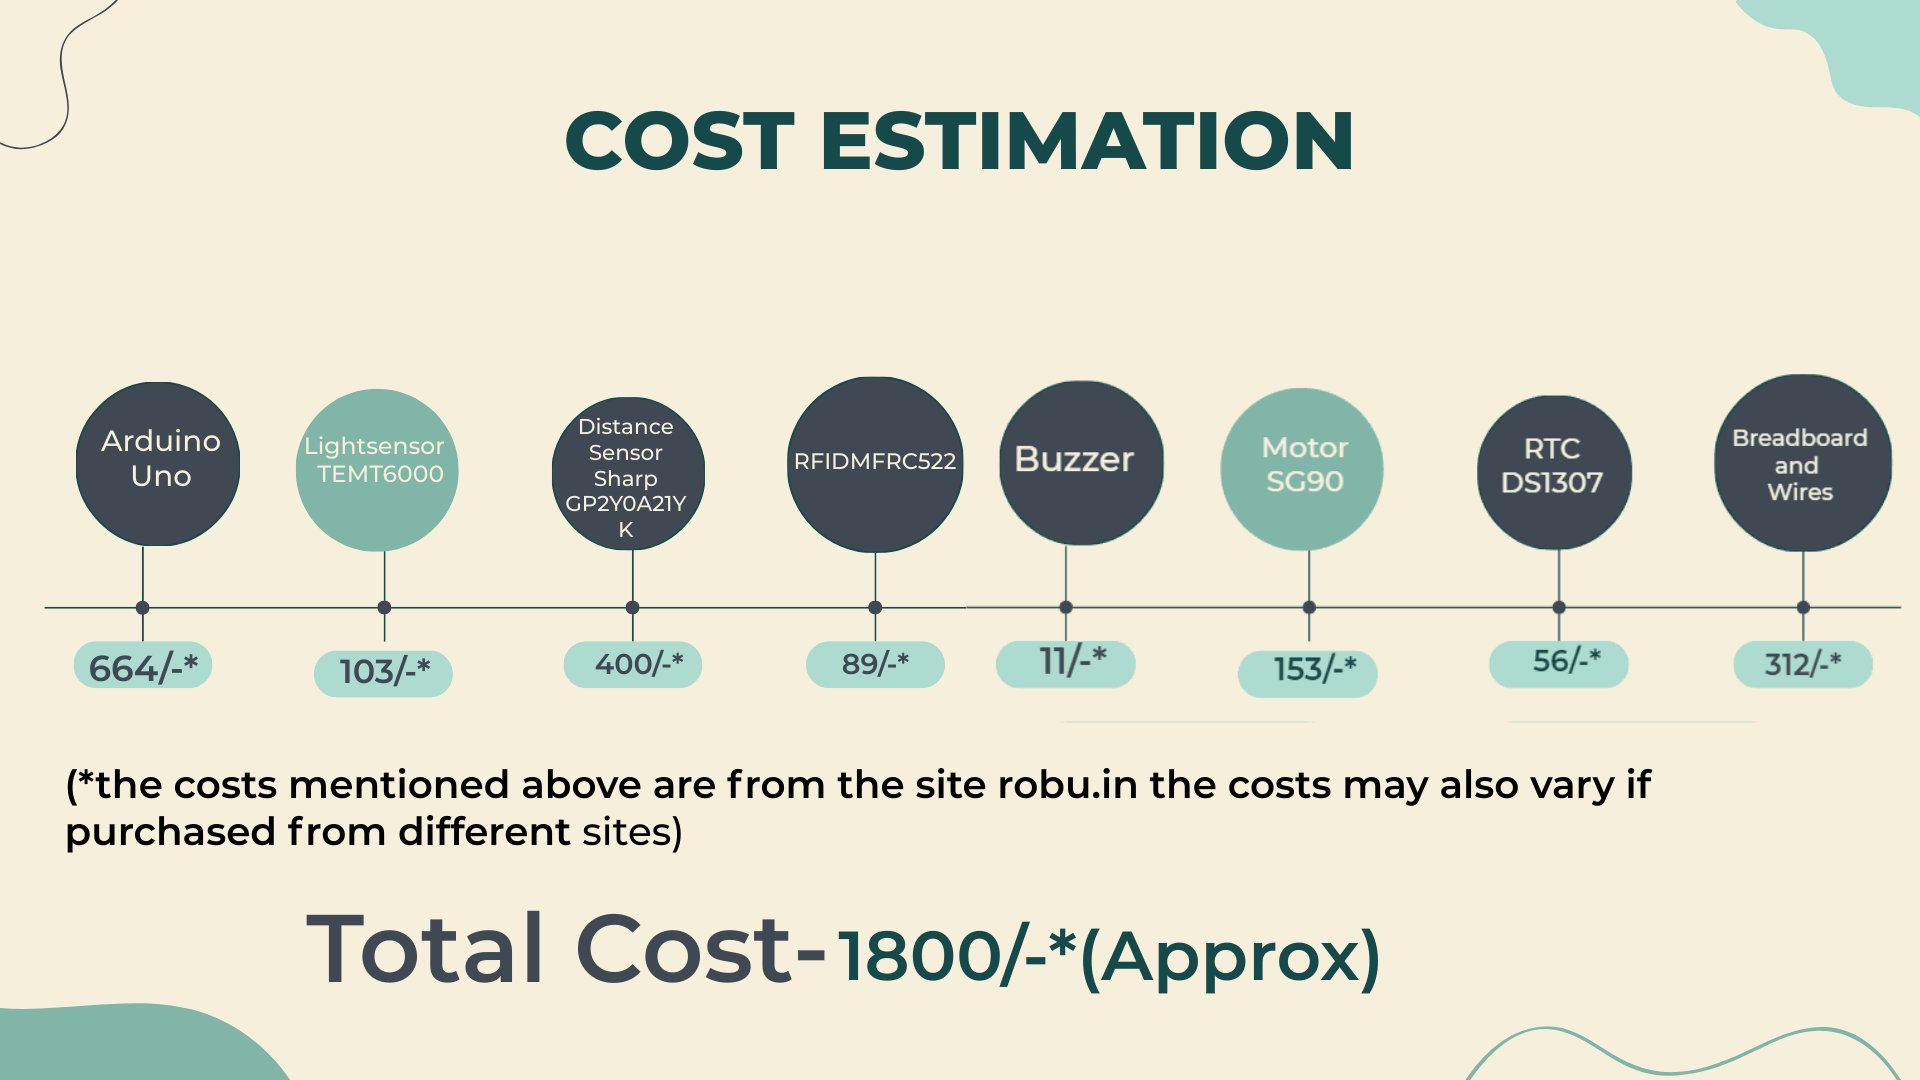 COST ESTIMATION
Arduino
Uno
Lightsensor
TEMT6000
Distance
Sensor
Sharp
GP2Y0A21Y
K
RFIDMFRC522
Buzzer
Motor
SG90
RTC
DS1307
Breadboard
and
Wires
664/-*
103/-*
400/-*
89/-*
11/-*
153/-*
56/-*
312/-*
(*the costs mentioned above are from the site robu.in the costs may also vary if
purchased from different sites)
Total Cost- 1800/-*(Approx)